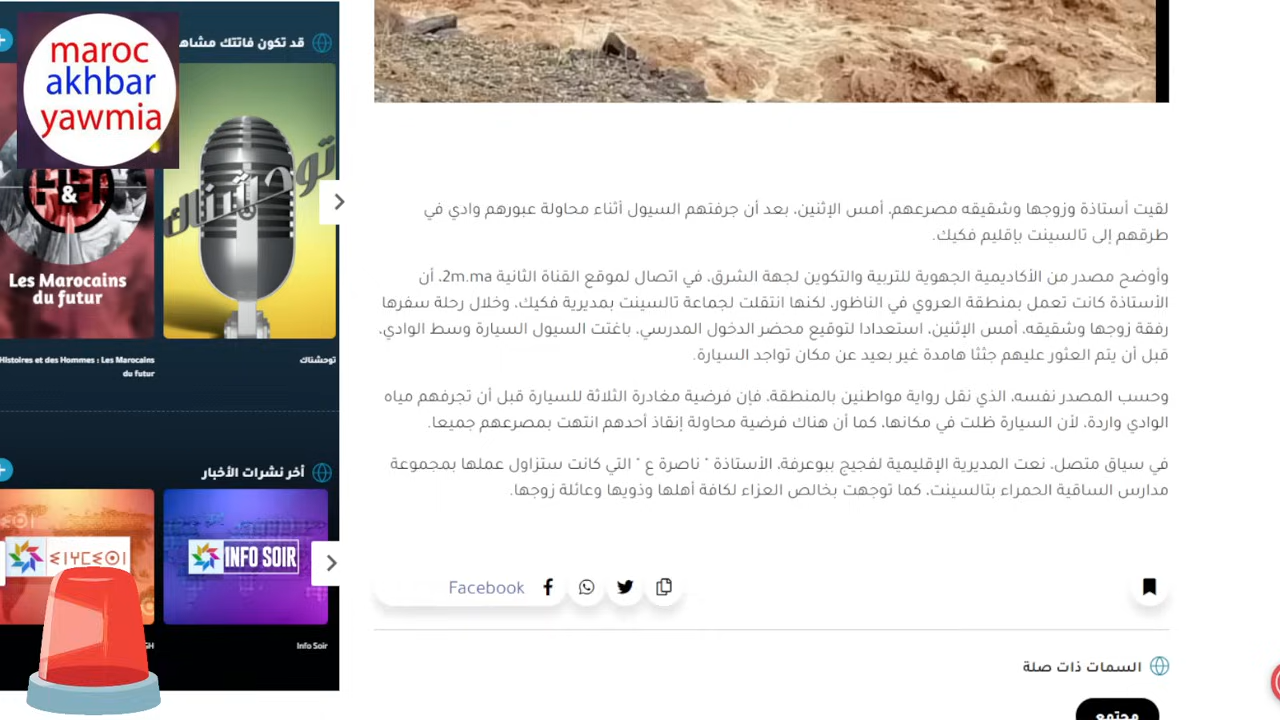 maroc
akhbar
yawmia
قد تكون فاتتك
Les Marocains
du futur
Histoires et des Hommes : Les Marocains
du futur
توحشناك
توحشناك
أخر نشرات الأخبار
ⵉⵏⵖⵎⵉⵙⵏ
INFO SOIR
Info Soir
لقيت أستاذة وزوجها وشقيقه مصرعهم، أمس الإثنين، بعد أن جرفتهم السيول أثناء محاولة عبورهم وادي في
طرقهم إلى تالسينت بإقليم فكيك.
وأوضح مصدر من الأكاديمية الجهوية للتربية والتكوين لجهة الشرق، في اتصال لموقع القناة الثانية 2m.ma، أن
الأستاذة كانت تعمل بمنطقة العروي في الناظور، لكنها انتقلت لجماعة تالسينت بمديرية فكيك، وخلال رحلة سفرها
رفقة زوجها وشقيقه، أمس الإثنين، استعدادا لتوقيع محضر الدخول المدرسي، باغتت السيول السيارة وسط الوادي،
قبل أن يتم العثور عليهم جثثا هامدة غير بعيد عن مكان تواجد السيارة.
وحسب المصدر نفسه، الذي نقل رواية مواطنين بالمنطقة، فإن فرضية مغادرة الثلاثة للسيارة قبل أن تجرفهم مياه
الوادي واردة، لأن السيارة ظلت في مكانها، كما أن هناك فرضية محاولة إنقاذ أحدهم انتهت بمصرعهم جميعا.
في سياق متصل، نعت المديرية الإقليمية لفجيج ببوعرفة، الأستاذة " ناصرة ع " التي كانت ستزاول عملها بمجموعة
مدارس الساقية الحمراء بتالسينت، كما توجهت بخالص العزاء لكافة أهلها وذويها وعائلة زوجها.
Facebook
السمات ذات صلة
مجتمع